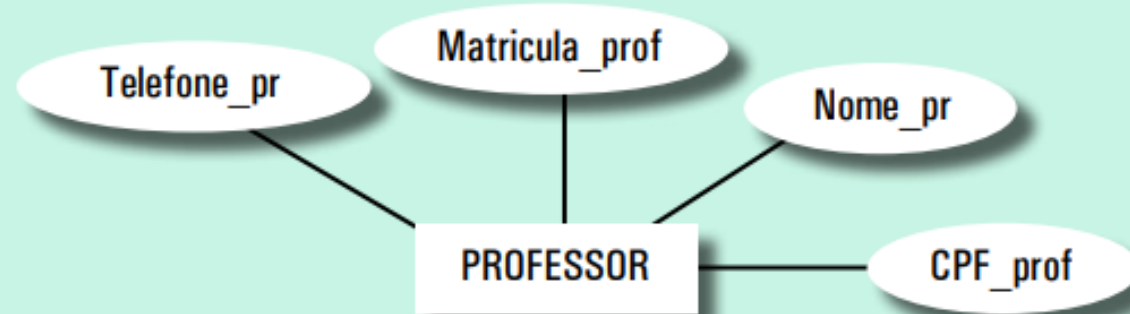 Matricula_prof
Telefone_pr
Nome_pr
PROFESSOR
CPF_prof